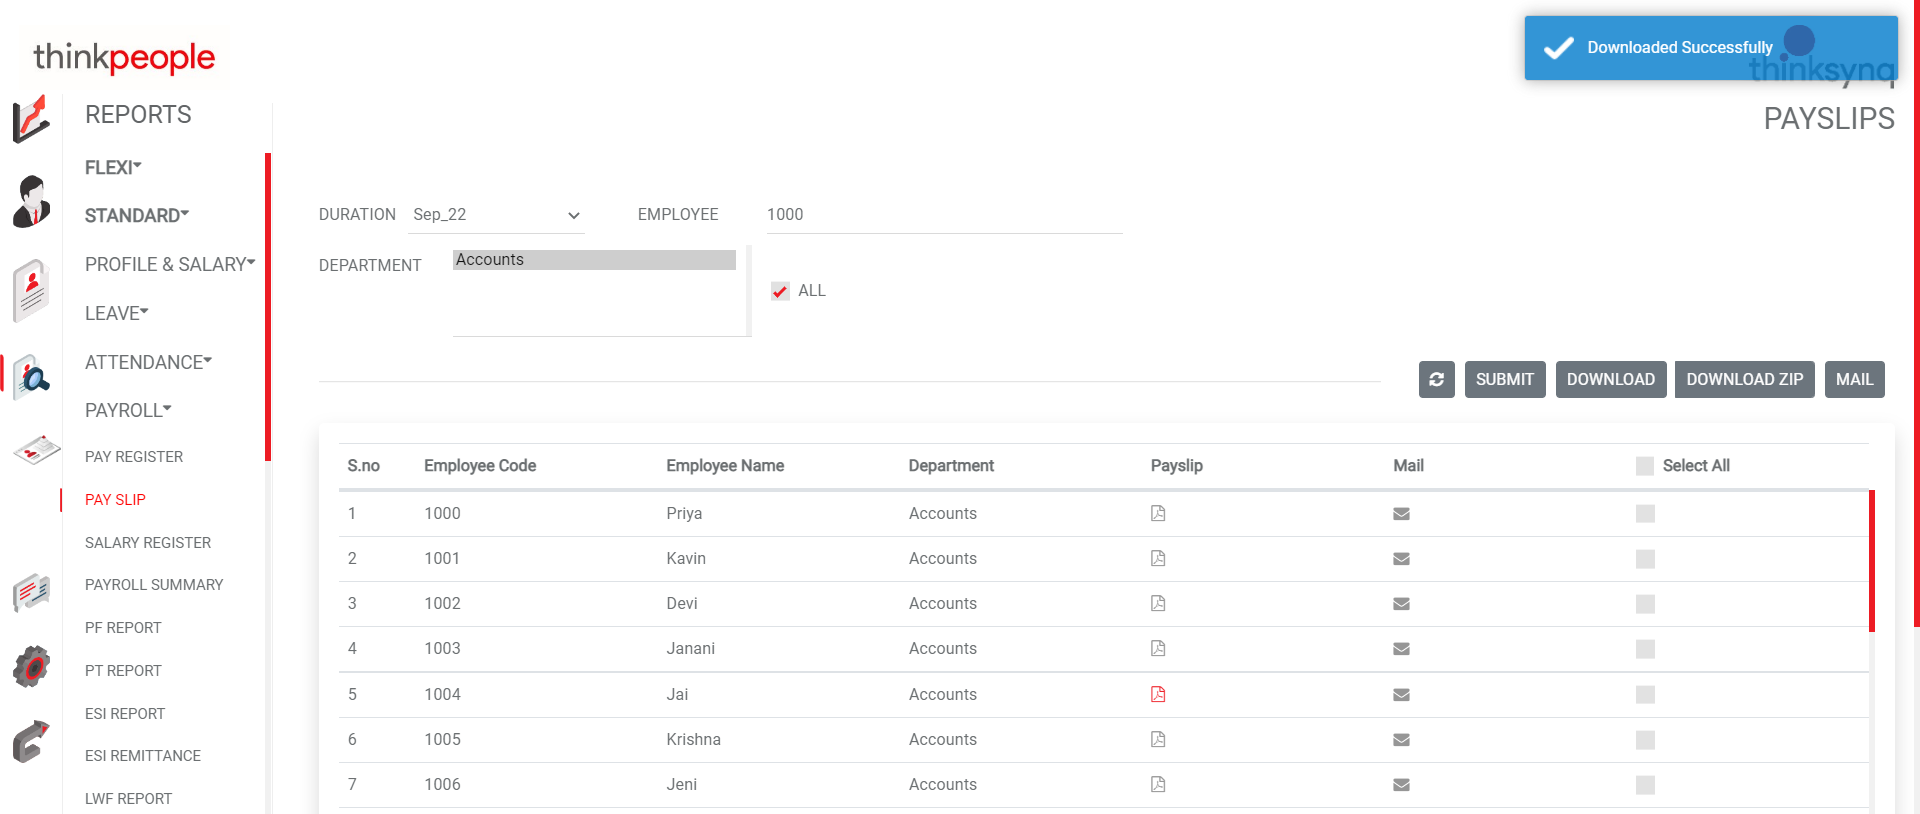 thinkpeople
Downloaded Successfully
thinksynq
REPORTS
PAYSLIPS
FLEXI
STANDARD
PROFILE & SALARY
LEAVE
ATTENDANCE
PAYROLL
PAY REGISTER
PAY SLIP
SALARY REGISTER
PAYROLL SUMMARY
PF REPORT
PT REPORT
ESI REPORT
ESI REMITTANCE
LWF REPORT
DURATION Sep_22 EMPLOYEE 1000
DEPARTMENT Accounts
ALL
SUBMIT DOWNLOAD DOWNLOAD ZIP MAIL
S.no Employee Code Employee Name Department Payslip Mail Select All
1 1000 Priya Accounts
2 1001 Kavin Accounts
3 1002 Devi Accounts
4 1003 Janani Accounts
5 1004 Jai Accounts
6 1005 Krishna Accounts
7 1006 Jeni Accounts